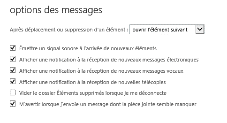 options des messages
Après déplacement ou suppression d'un élément : ouvrir l'élément suivant
Émettre un signal sonore à l'arrivée de nouveaux éléments
Afficher une notification à la réception de nouveaux messages électroniques
Afficher une notification à la réception de nouveaux messages vocaux
Afficher une notification à la réception de nouvelles télécopies
Vider le dossier Éléments supprimés lorsque je me déconnecte
M'avertir lorsque j'envoie un message dont la pièce jointe semble manquer